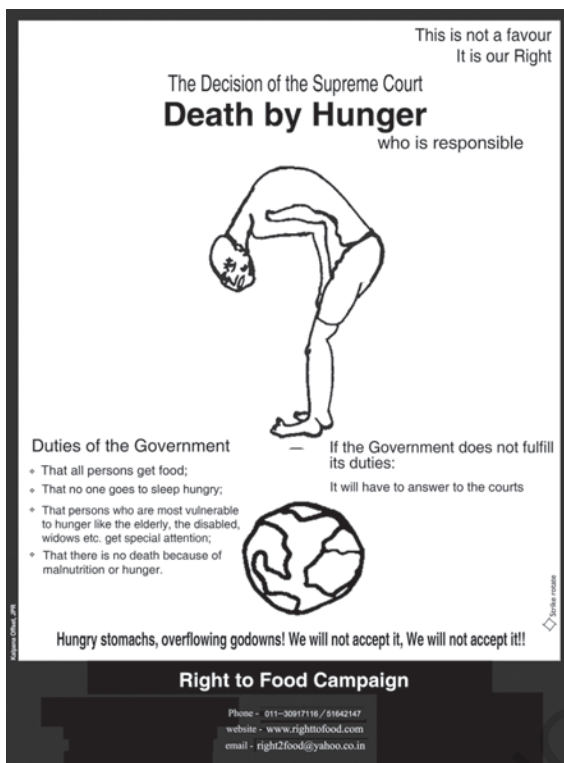 This is not a favour
It is our Right
The Decision of the Supreme Court
Death by Hunger
who is responsible
Duties of the Government
❖ That all persons get food;
❖ That no one goes to sleep hungry;
❖ That persons who are most vulnerable
to hunger like the elderly, the disabled,
widows etc. get special attention;
❖ That there is no death because of
malnutrition or hunger.
If the Government does not fulfill
its duties:
It will have to answer to the courts
Kalpana Offset, JPR
Strike rotate
Hungry stomachs, overflowing godowns! We will not accept it, We will not accept it!!
Right to Food Campaign
Phone - 011-30917116 / 51642147
website - www.righttofood.com
email - right2food@yahoo.co.in